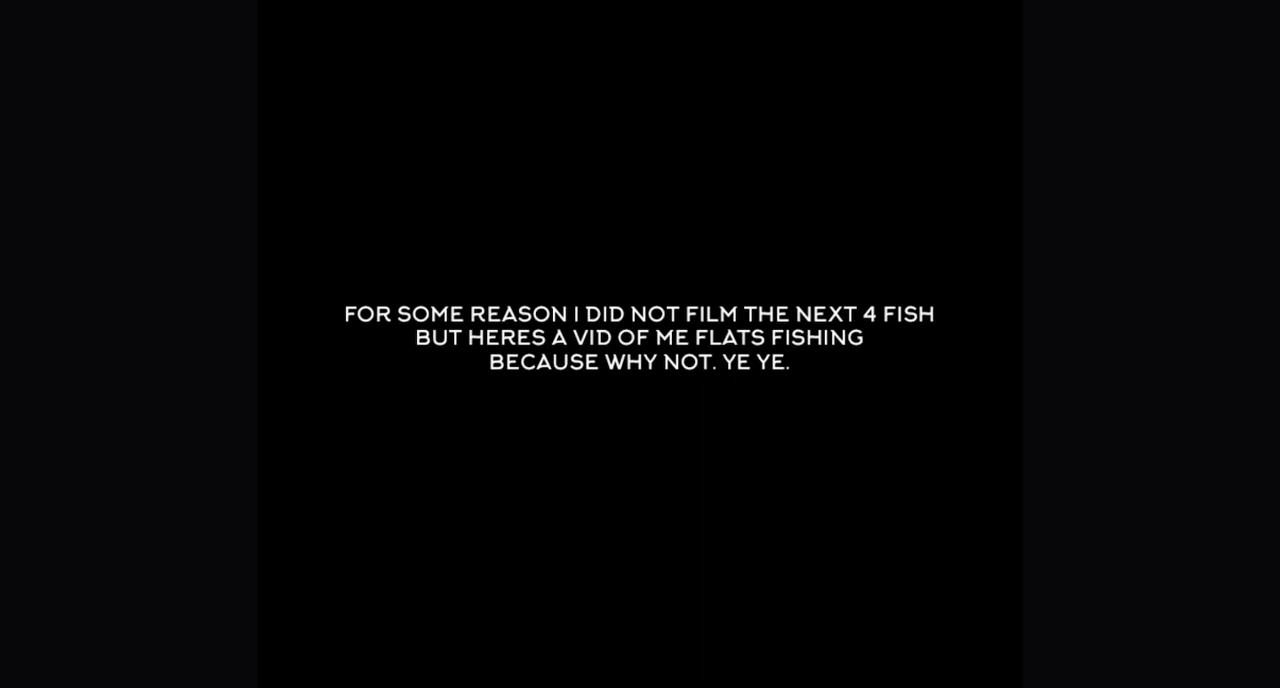 FOR SOME REASON I DID NOT FILM THE NEXT 4 FISH
BUT HERES A VID OF ME FLATS FISHING
BECAUSE WHY NOT. YE YE.